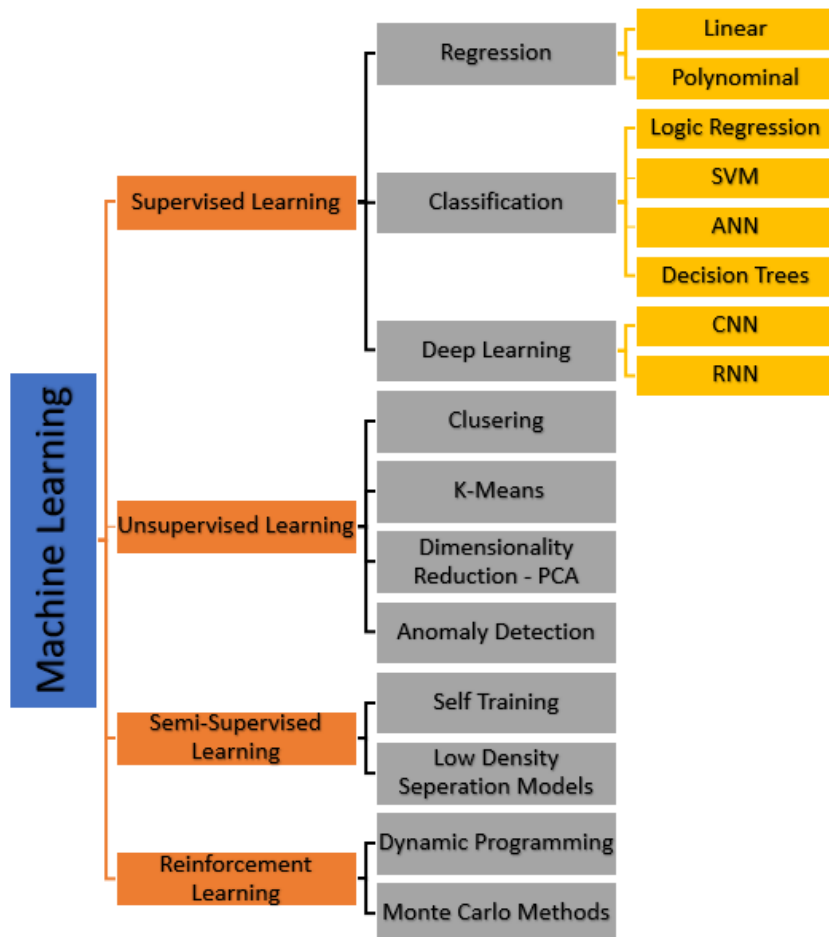 Machine Learning
Supervised Learning
Regression
Linear
Polynominal
Classification
Logic Regression
SVM
ANN
Decision Trees
Deep Learning
CNN
RNN
Unsupervised Learning
Clusering
K-Means
Dimensionality
Reduction - PCA
Anomaly Detection
Semi-Supervised
Learning
Self Training
Low Density
Seperation Models
Reinforcement
Learning
Dynamic Programming
Monte Carlo Methods